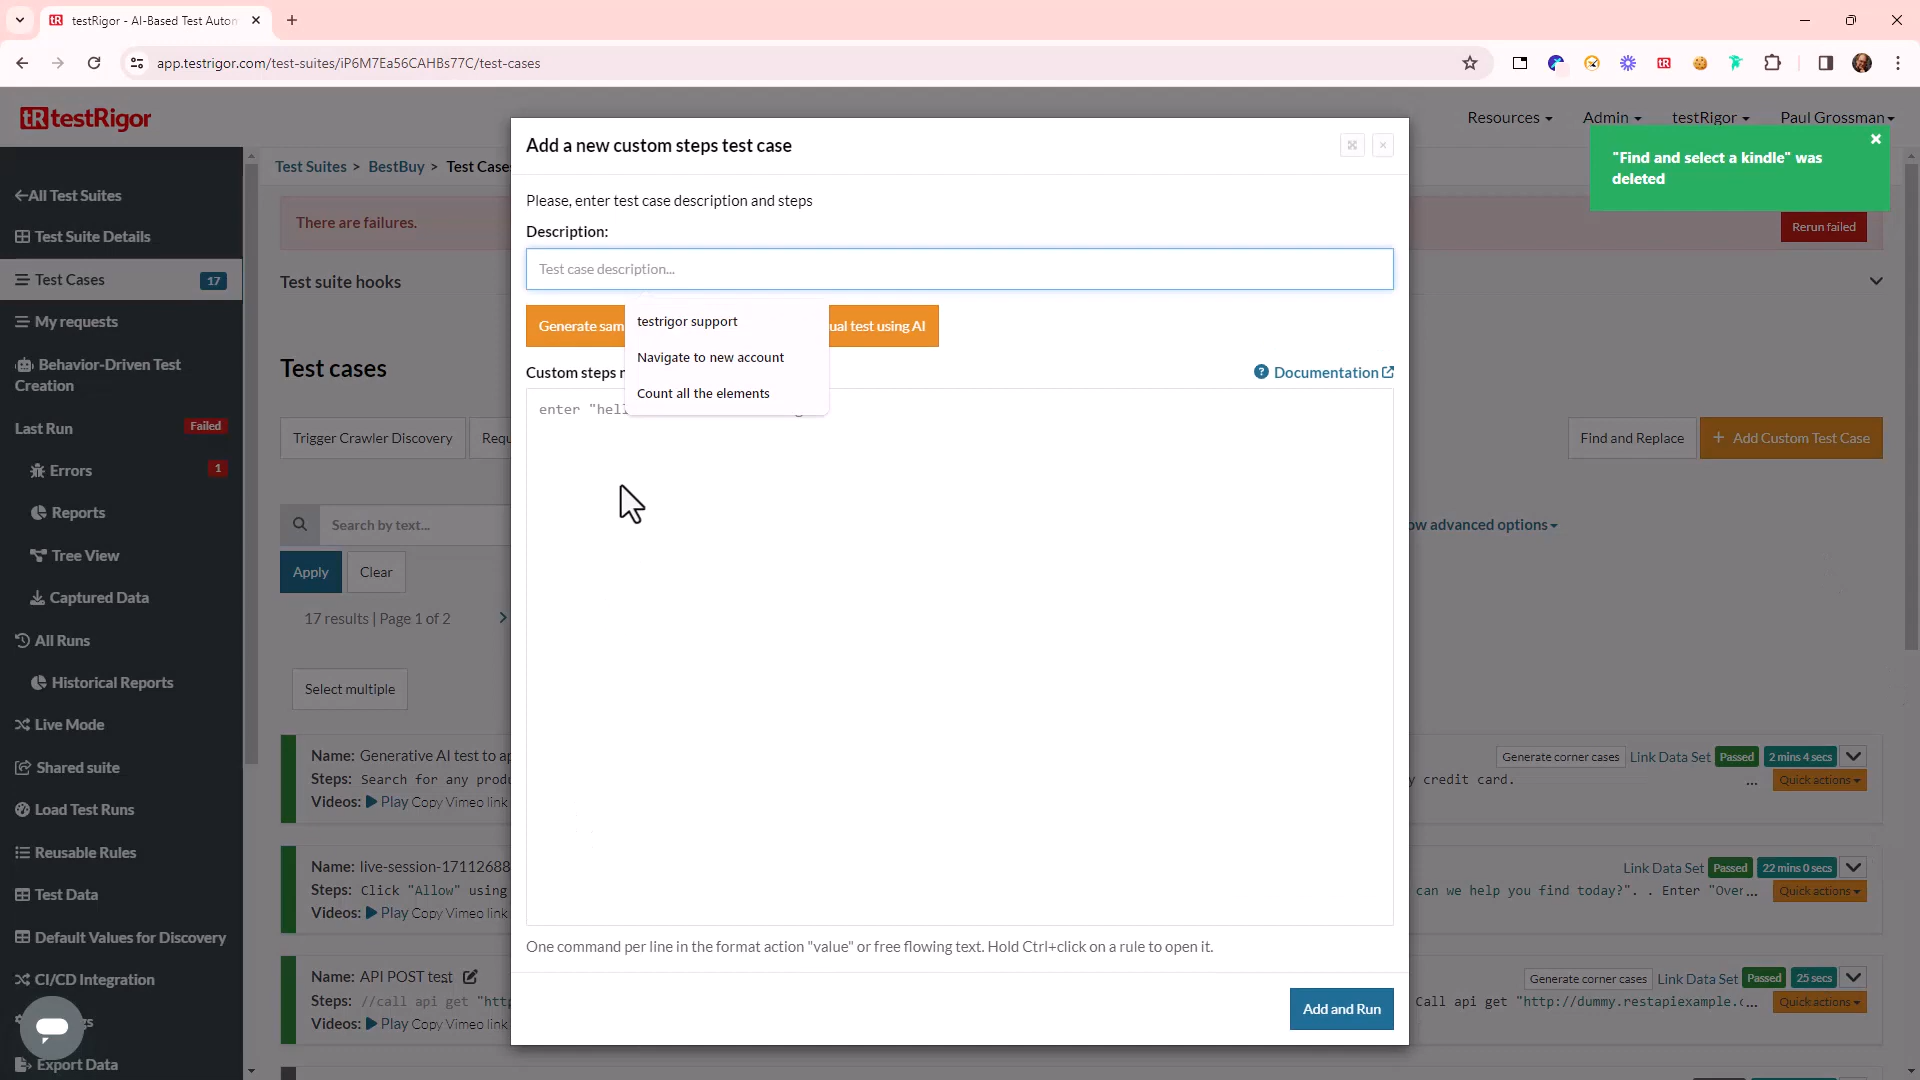 testRigor - AI-Based Test Auton
app.testrigor.com/test-suites/iP6M7Ea56CAHBs77C/test-cases
tR testRigor
Resources
Admin
testRigor
Paul Grossman
"Find and select a kindle" was
deleted
All Test Suites
Test Suite Details
Test Cases 17
My requests
Behavior-Driven Test
Creation
Last Run Failed
Errors 1
Reports
Tree View
Captured Data
All Runs
Historical Reports
Live Mode
Shared suite
Load Test Runs
Reusable Rules
Test Data
Default Values for Discovery
CI/CD Integration
Export Data
Test Suites > BestBuy > Test Case
There are failures.
Rerun failed
Test suite hooks
Test cases
Trigger Crawler Discovery
Requ
Find and Replace
+ Add Custom Test Case
Search by text...
ow advanced options
Apply
Clear
17 results | Page 1 of 2
Select multiple
Name: Generative AI test to ap
Steps: Search for any produ
Videos: Play Copy Vimeo link
Generate corner cases Link Data Set Passed 2 mins 4 secs
y credit card. ... Quick actions
Name: live-session-17112688
Steps: Click "Allow" using
Videos: Play Copy Vimeo link
Link Data Set Passed 22 mins 0 secs
can we help you find today?". . Enter "Over... Quick actions
Name: API POST test
Steps: //call api get "http
Videos: Play Copy Vimeo link
Generate corner cases Link Data Set Passed 25 secs
Call api get "http://dummy.restapiexample.c... Quick actions
Add a new custom steps test case
Please, enter test case description and steps
Description:
Test case description...
Generate sam
ual test using AI
testrigor support
Navigate to new account
Count all the elements
Custom steps
Documentation
enter "hell
One command per line in the format action "value" or free flowing text. Hold Ctrl+click on a rule to open it.
Add and Run